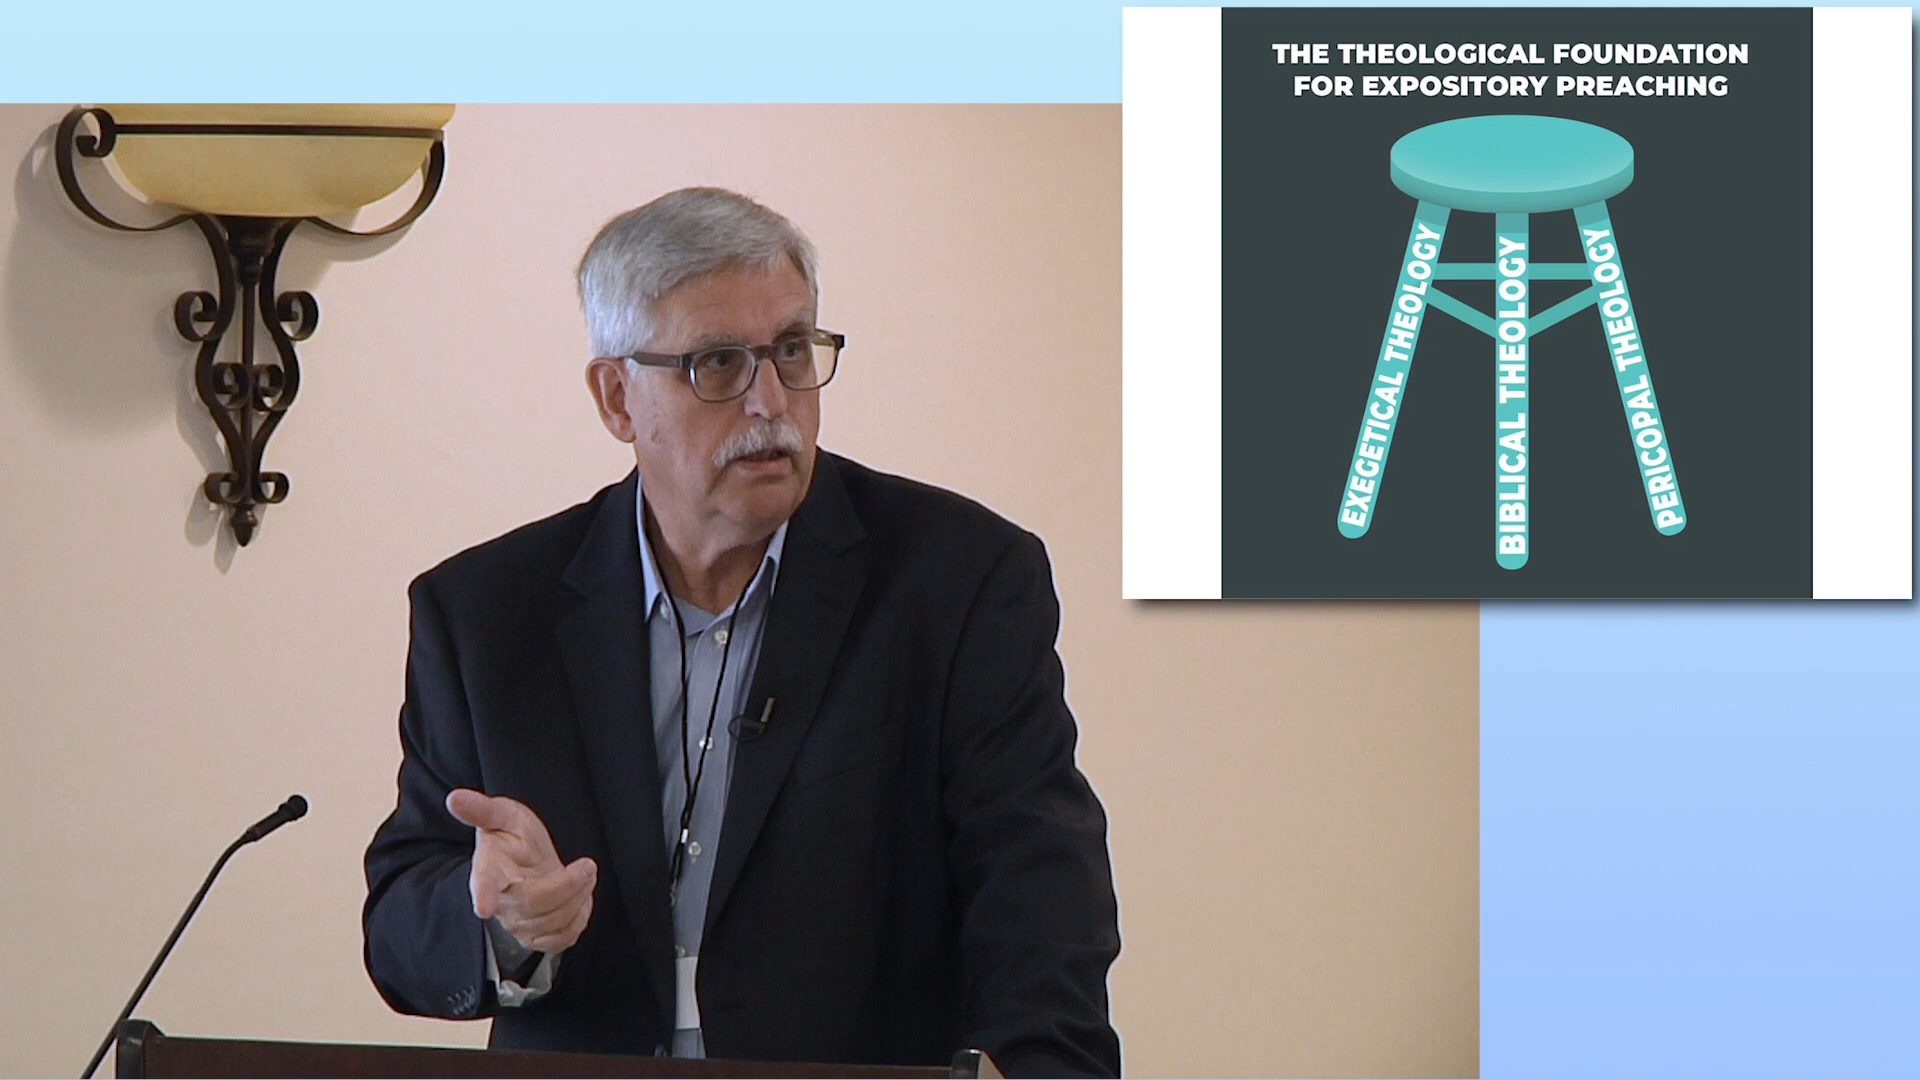 THE THEOLOGICAL FOUNDATION
FOR EXPOSITORY PREACHING
EXEGETICAL THEOLOGY
BIBLICAL THEOLOGY
PERICOPAL THEOLOGY